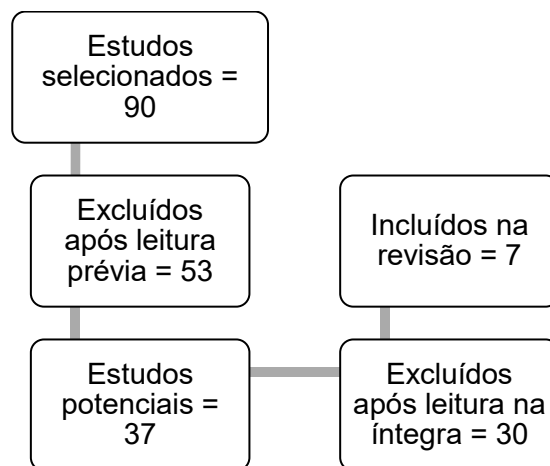 Estudos
selecionados =
90
Excluídos
após leitura
prévia = 53
Estudos
potenciais =
37
Excluídos
após leitura na
íntegra = 30
Incluídos na
revisão = 7